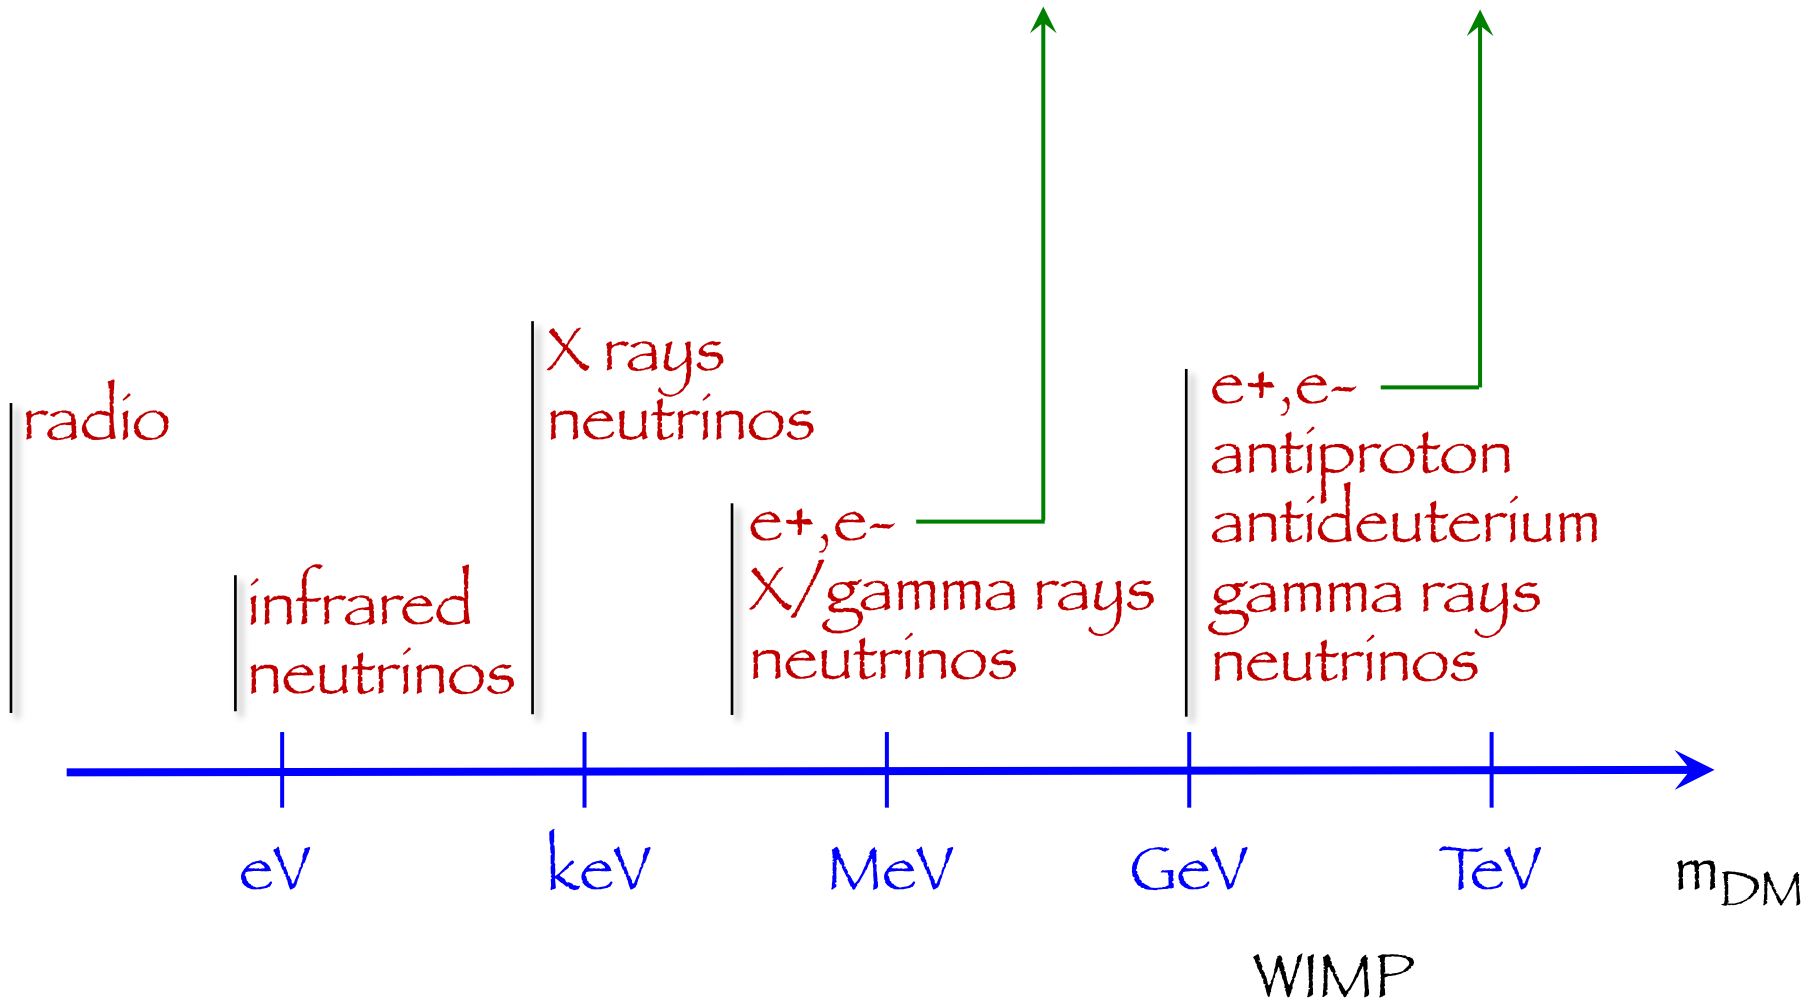 radio
infrared
neutrinos
X rays
neutrinos
e+,e-
X/gamma rays
neutrinos
e+,e-
antiproton
antideuterium
gamma rays
neutrinos
eV keV MeV GeV TeV mDM
WIMP